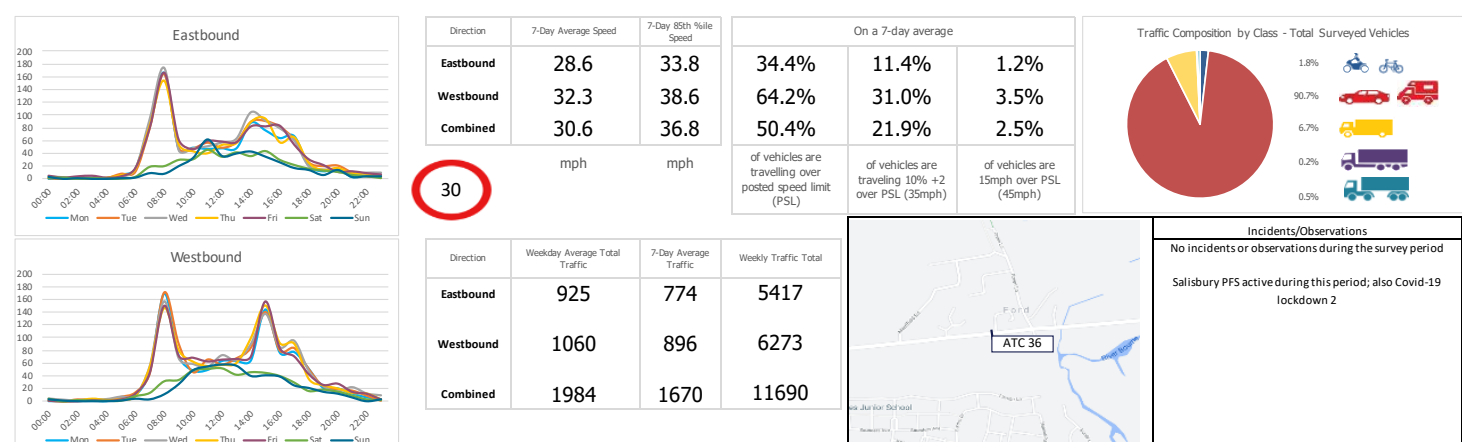 Eastbound
200
180
160
140
120
100
80
60
40
20
0
00:00 02:00 04:00 06:00 08:00 10:00 12:00 14:00 16:00 18:00 20:00 22:00
Mon Tue Wed Thu Fri Sat Sun
Westbound
200
180
160
140
120
100
80
60
40
20
0
00:00 02:00 04:00 06:00 08:00 10:00 12:00 14:00 16:00 18:00 20:00 22:00
Mon Tue Wed Thu Fri Sat Sun
Direction 7-Day Average Speed 7-Day 85th %ile
Speed
Eastbound 28.6 33.8
Westbound 32.3 38.6
Combined 30.6 36.8
mph mph
30
On a 7-day average
34.4% 11.4% 1.2%
64.2% 31.0% 3.5%
50.4% 21.9% 2.5%
of vehicles are
travelling over
posted speed limit
(PSL)
of vehicles are
traveling 10% +2
over PSL (35mph)
of vehicles are
15mph over PSL
(45mph)
Traffic Composition by Class - Total Surveyed Vehicles
1.8%
90.7%
6.7%
0.2%
0.5%
Direction Weekday Average Total
Traffic
7-Day Average
Traffic
Weekly Traffic Total
Eastbound 925 774 5417
Westbound 1060 896 6273
Combined 1984 1670 11690
Ford
ATC 36
River Bourne
es Junior School
Incidents/Observations
No incidents or observations during the survey period
Salisbury PFS active during this period; also Covid-19
lockdown 2